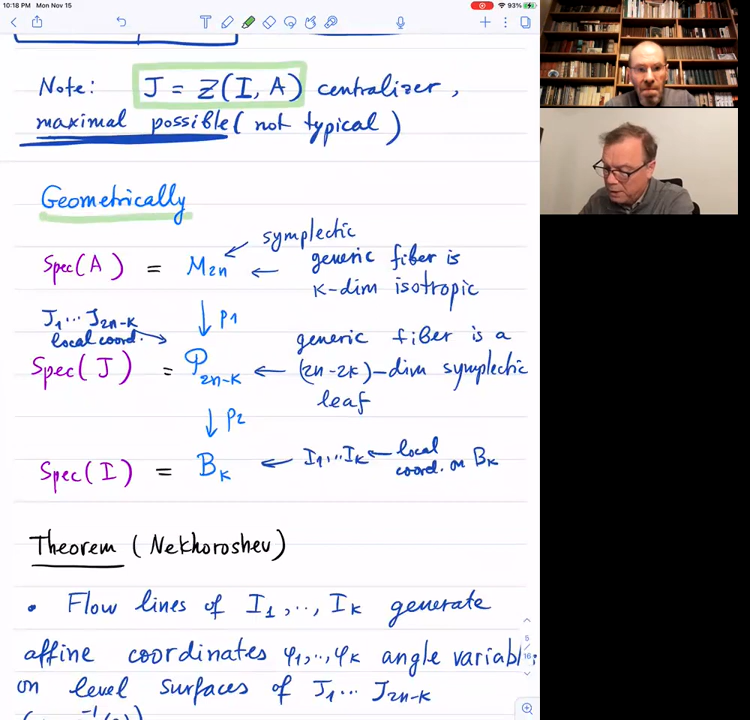 10:18 PM Mon Nov 15
93%
Note: J = Z(I, A) centralizer,
maximal possible (not typical)
Geometrically
symplectic
Spec(A) = M2n ← generic fiber is
k-dim isotropic
↓ p1
J1...J2n-k
local coord.
generic fiber is a
Spec(J) = P2n-k ← (2n-2k)-dim symplectic
leaf
↓ p2
Spec(I) = Bk ← I1,...Ik ← local
coord. on Bk
Theorem (Nekhoroshev)
• Flow lines of I1,..,Ik generate
affine coordinates φ1,..,φk angle variabl
on level surfaces of J1...J2n-k